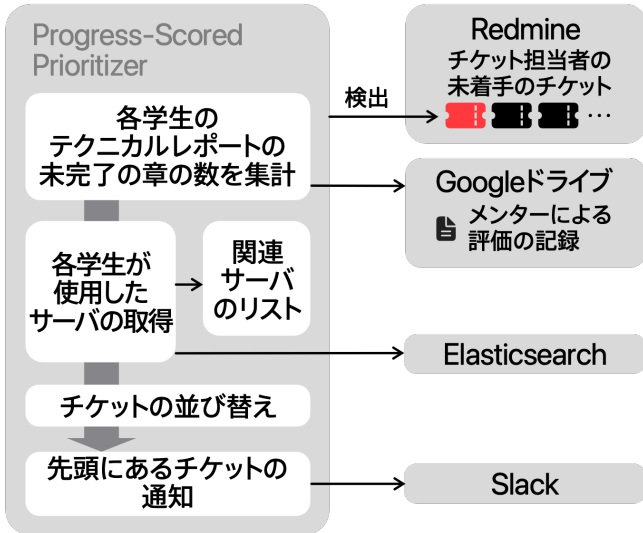 Progress-Scored
Prioritizer
各学生の
テクニカルレポートの
未完了の章の数を集計
各学生が
使用した
サーバの取得
関連
サーバ
のリスト
チケットの並び替え
先頭にあるチケットの
通知
検出
Redmine
チケット担当者の
未着手のチケット
…
Googleドライブ
メンターによる
評価の記録
Elasticsearch
Slack